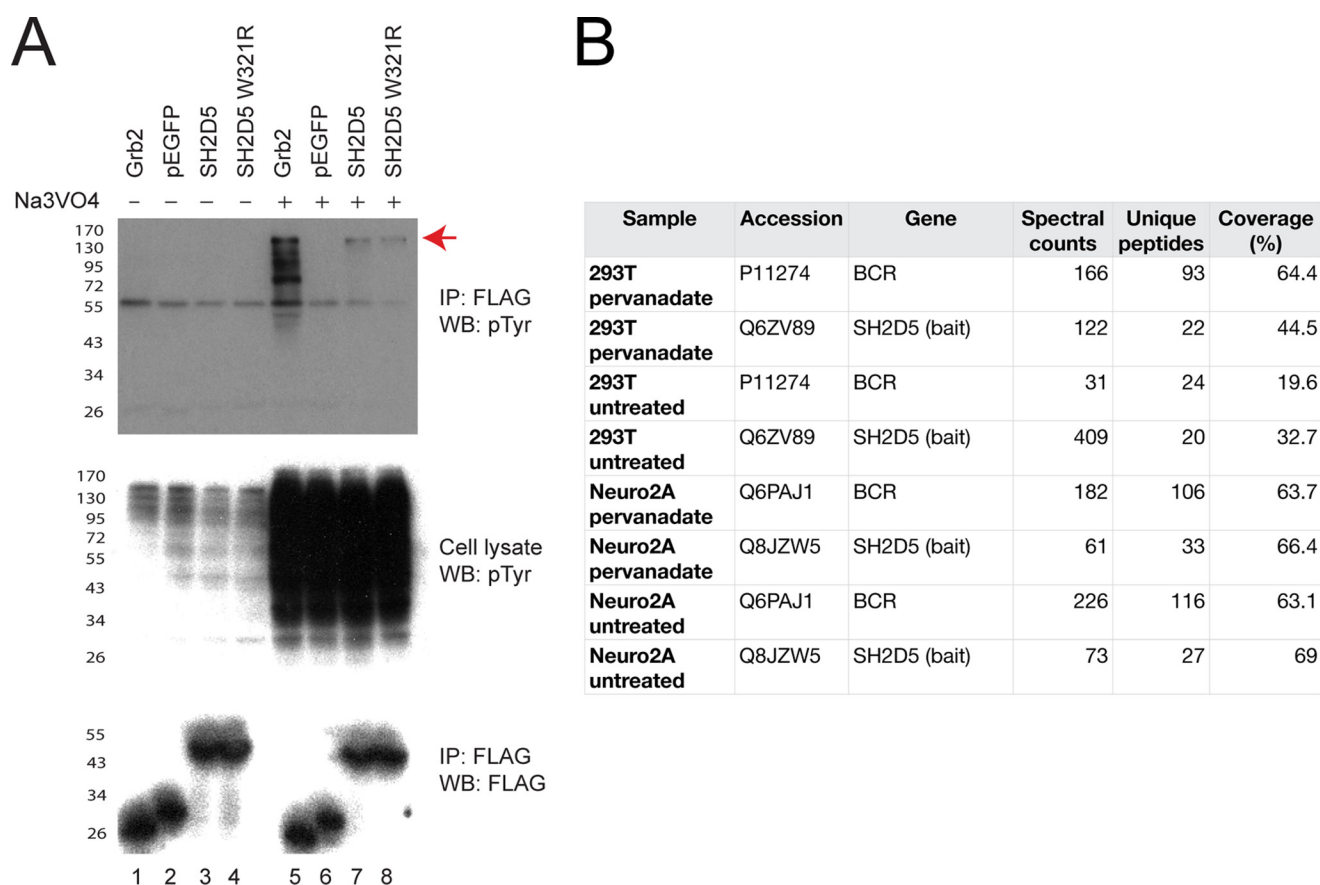 A
Grb2
pEGFP
SH2D5
SH2D5 W321R
Grb2
pEGFP
SH2D5
SH2D5 W321R
Na3VO4 – – – – + + + +
170
130
95
72
55
43
34
26
IP: FLAG
WB: pTyr
170
130
95
72
55
43
34
26
Cell lysate
WB: pTyr
55
43
34
26
IP: FLAG
WB: FLAG
1 2 3 4 5 6 7 8
B
Sample Accession Gene Spectral counts Unique peptides Coverage (%)
293T pervanadate P11274 BCR 166 93 64.4
293T pervanadate Q6ZV89 SH2D5 (bait) 122 22 44.5
293T untreated P11274 BCR 31 24 19.6
293T untreated Q6ZV89 SH2D5 (bait) 409 20 32.7
Neuro2A pervanadate Q6PAJ1 BCR 182 106 63.7
Neuro2A pervanadate Q8JZW5 SH2D5 (bait) 61 33 66.4
Neuro2A untreated Q6PAJ1 BCR 226 116 63.1
Neuro2A untreated Q8JZW5 SH2D5 (bait) 73 27 69